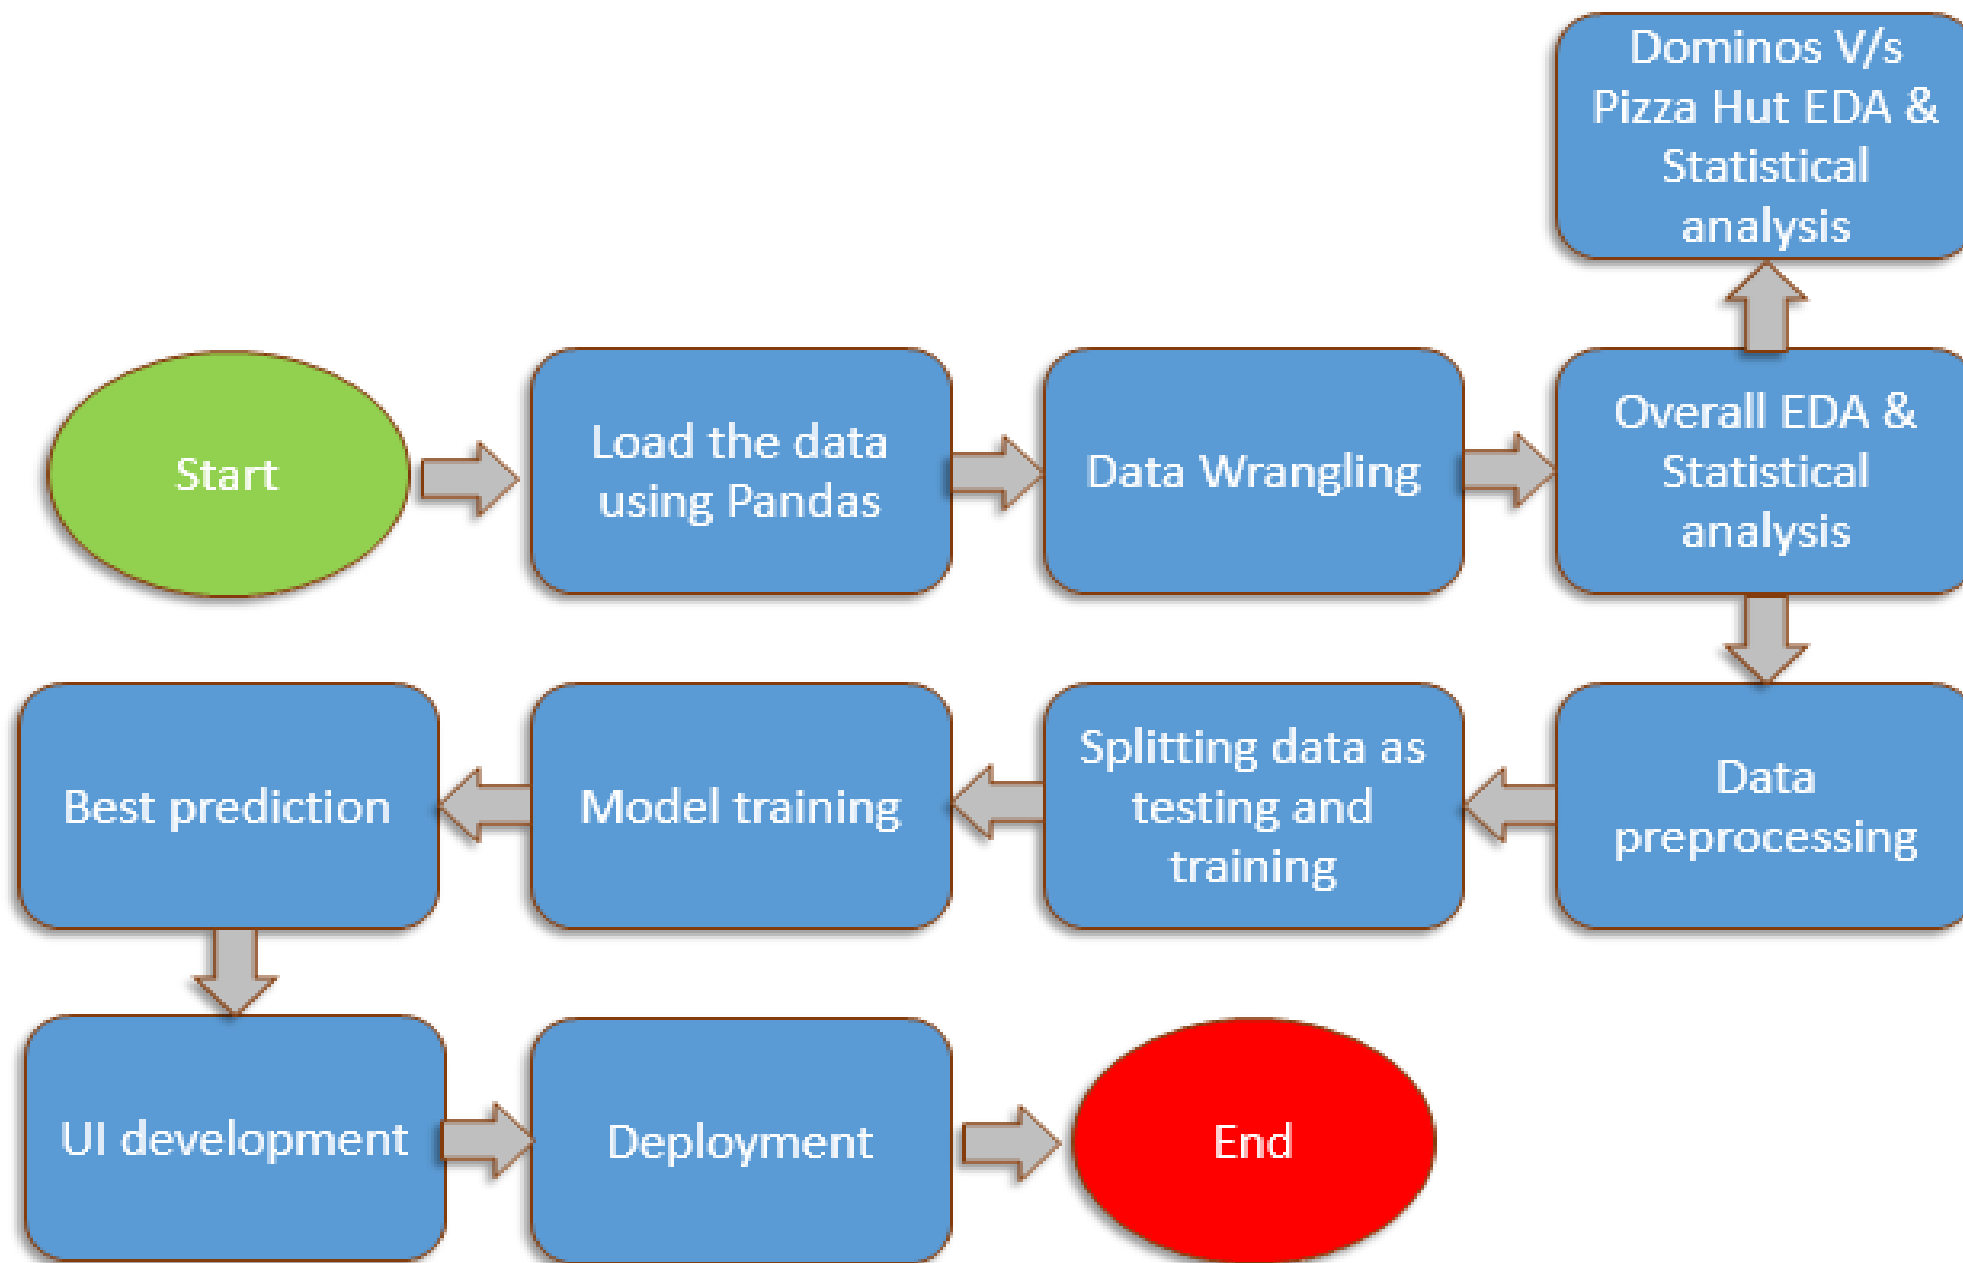 Dominos V/s
Pizza Hut EDA &
Statistical
analysis
Start
Load the data
using Pandas
Data Wrangling
Overall EDA &
Statistical
analysis
Data
preprocessing
Splitting data as
testing and
training
Model training
Best prediction
UI development
Deployment
End